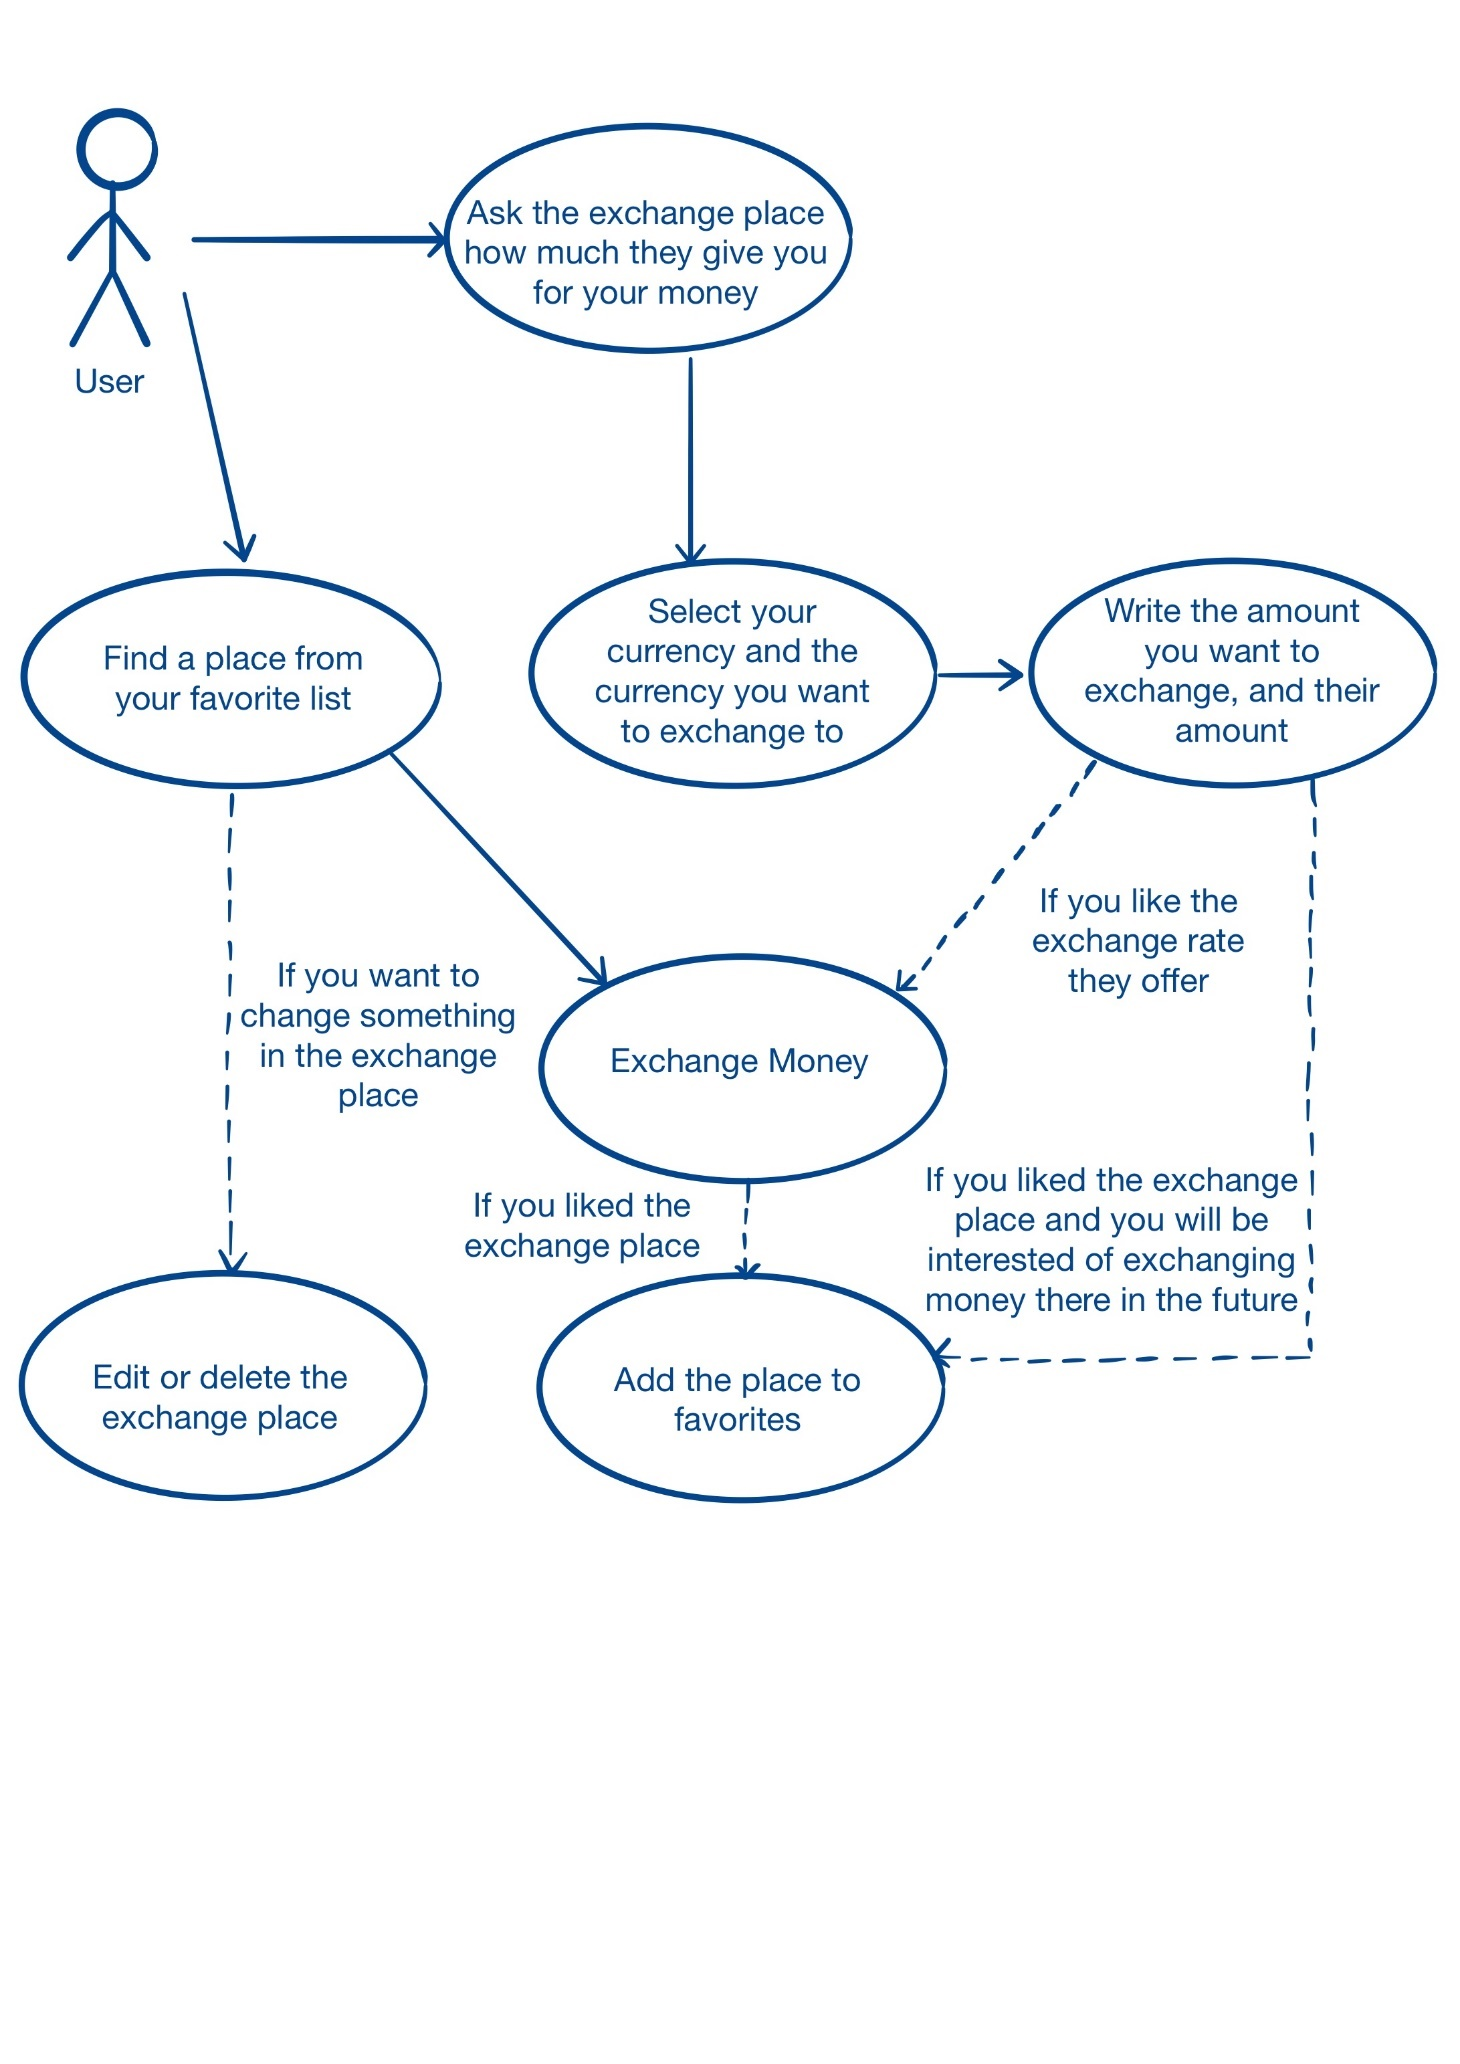 Ask the exchange place
how much they give you
for your money
User
Find a place from
your favorite list
Select your
currency and the
currency you want
to exchange to
Write the amount
you want to
exchange, and their
amount
If you like the
exchange rate
they offer
If you want to
change something
in the exchange
place
Exchange Money
If you liked the
exchange place
If you liked the exchange
place and you will be
interested of exchanging
money there in the future
Edit or delete the
exchange place
Add the place to
favorites